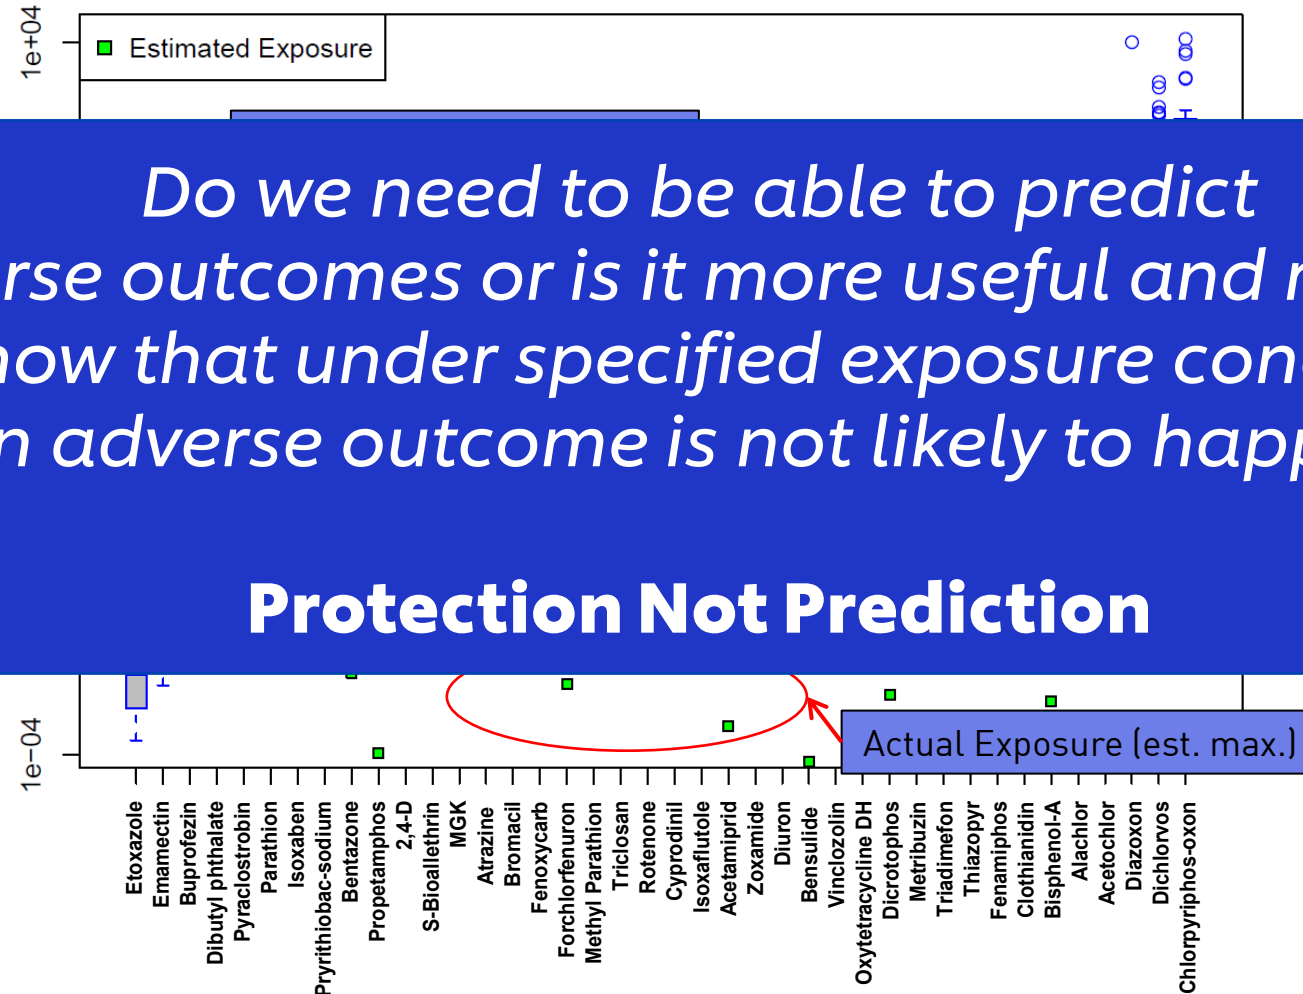 1e+04
Estimated Exposure
Do we need to be able to predict
rse outcomes or is it more useful and
now that under specified exposure con
n adverse outcome is not likely to hap
Protection Not Prediction
1e−04
Actual Exposure (est. max.)
Etoxazole
Emamectin
Buprofezin
Dibutyl phthalate
Pyraclostrobin
Parathion
Isoxaben
Pryrithiobac-sodium
Bentazone
Propetamphos
2,4-D
S-Bioallethrin
MGK
Atrazine
Bromacil
Fenoxycarb
Forchlorfenuron
Methyl Parathion
Triclosan
Rotenone
Cyprodinil
Isoxaflutole
Acetamiprid
Zoxamide
Diuron
Bensulide
Vinclozolin
Oxytetracycline DH
Dicrotophos
Metribuzin
Triadimefon
Thiazopyr
Fenamiphos
Clothianidin
Bisphenol-A
Alachlor
Acetochlor
Diazoxon
Dichlorvos
Chlorpyriphos-oxon